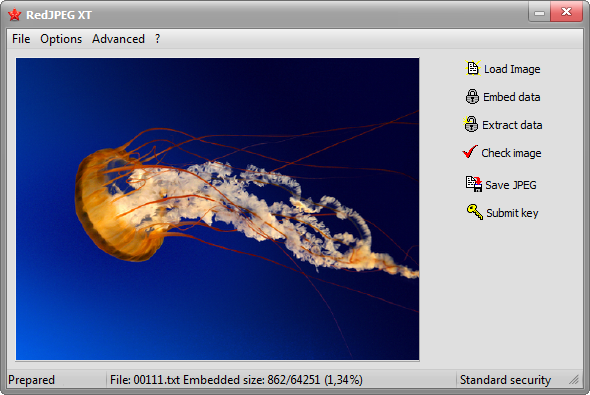 RedJPEG XT
File Options Advanced ?
Load Image
Embed data
Extract data
Check image
Save JPEG
Submit key
Prepared File: 00111.txt Embedded size: 862/64251 (1,34%) Standard security